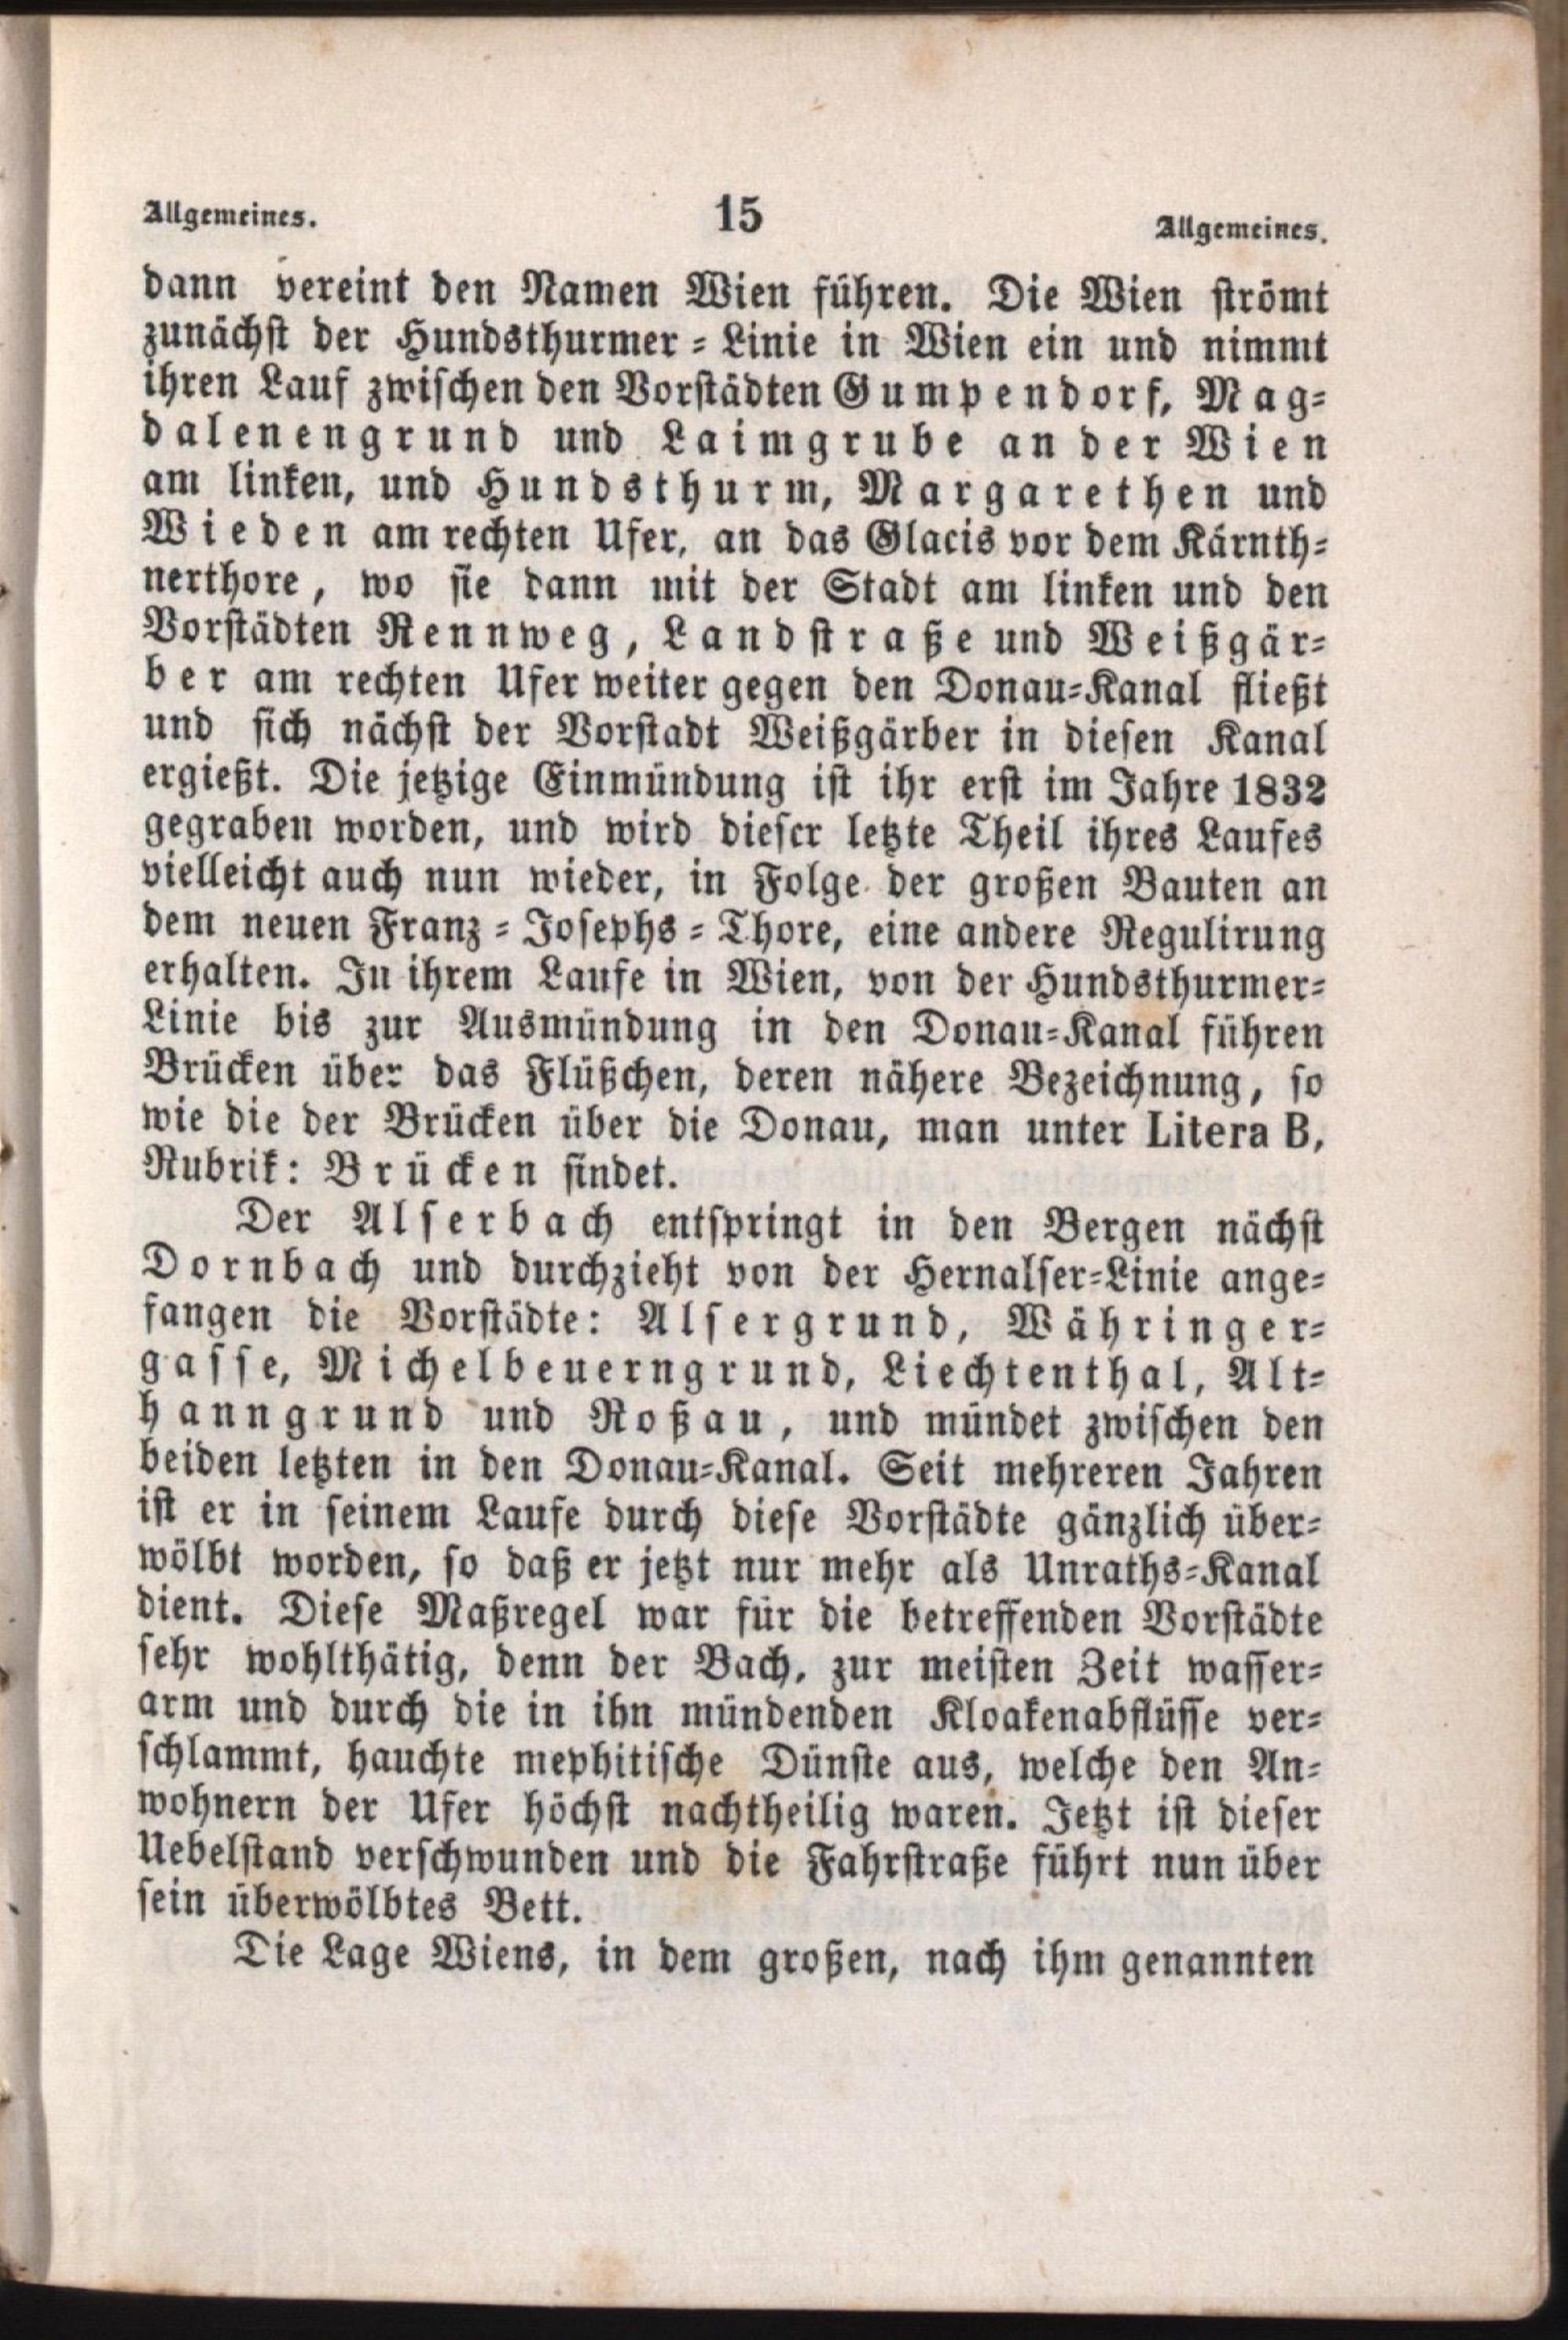 Allgemeines. 15 Allgemeines.
dann vereint den Namen Wien führen. Die Wien strömt
zunächst der Hundsthurmer-Linie in Wien ein und nimmt
ihren Lauf zwischen den Vorstädten Gumpendorf, Mag-
dalenengrund und Laimgrube an der Wien
am linken, und Hundsthurm, Margarethen und
Wieden am rechten Ufer, an das Glacis vor dem Kärnth-
nerthore, wo sie dann mit der Stadt am linken und den
Vorstädten Rennweg, Landstraße und Weißgär-
ber am rechten Ufer weiter gegen den Donau-Kanal fließt
und sich nächst der Vorstadt Weißgärber in diesen Kanal
ergießt. Die jetzige Einmündung ist ihr erst im Jahre 1832
gegraben worden, und wird dieser letzte Theil ihres Laufes
vielleicht auch nun wieder, in Folge der großen Bauten an
dem neuen Franz-Josephs-Thore, eine andere Regulirung
erhalten. In ihrem Laufe in Wien, von der Hundsthurmer-
Linie bis zur Ausmündung in den Donau-Kanal führen
Brücken über das Flüßchen, deren nähere Bezeichnung, so
wie die der Brücken über die Donau, man unter Litera B,
Rubrik: Brücken findet.
Der Alserbach entspringt in den Bergen nächst
Dornbach und durchzieht von der Hernalser-Linie ange-
fangen die Vorstädte: Alsergrund, Währinger-
gasse, Michelbeuerngrund, Liechtenthal, Alt-
hanngrund und Roßau, und mündet zwischen den
beiden letzten in den Donau-Kanal. Seit mehreren Jahren
ist er in seinem Laufe durch diese Vorstädte gänzlich über-
wölbt worden, so daß er jetzt nur mehr als Unraths-Kanal
dient. Diese Maßregel war für die betreffenden Vorstädte
sehr wohlthätig, denn der Bach, zur meisten Zeit wasser-
arm und durch die in ihn mündenden Kloakenabflüsse ver-
schlammt, hauchte mephitische Dünste aus, welche den An-
wohnern der Ufer höchst nachtheilig waren. Jetzt ist dieser
Uebelstand verschwunden und die Fahrstraße führt nun über
sein überwölbtes Bett.
Die Lage Wiens, in dem großen, nach ihm genannten